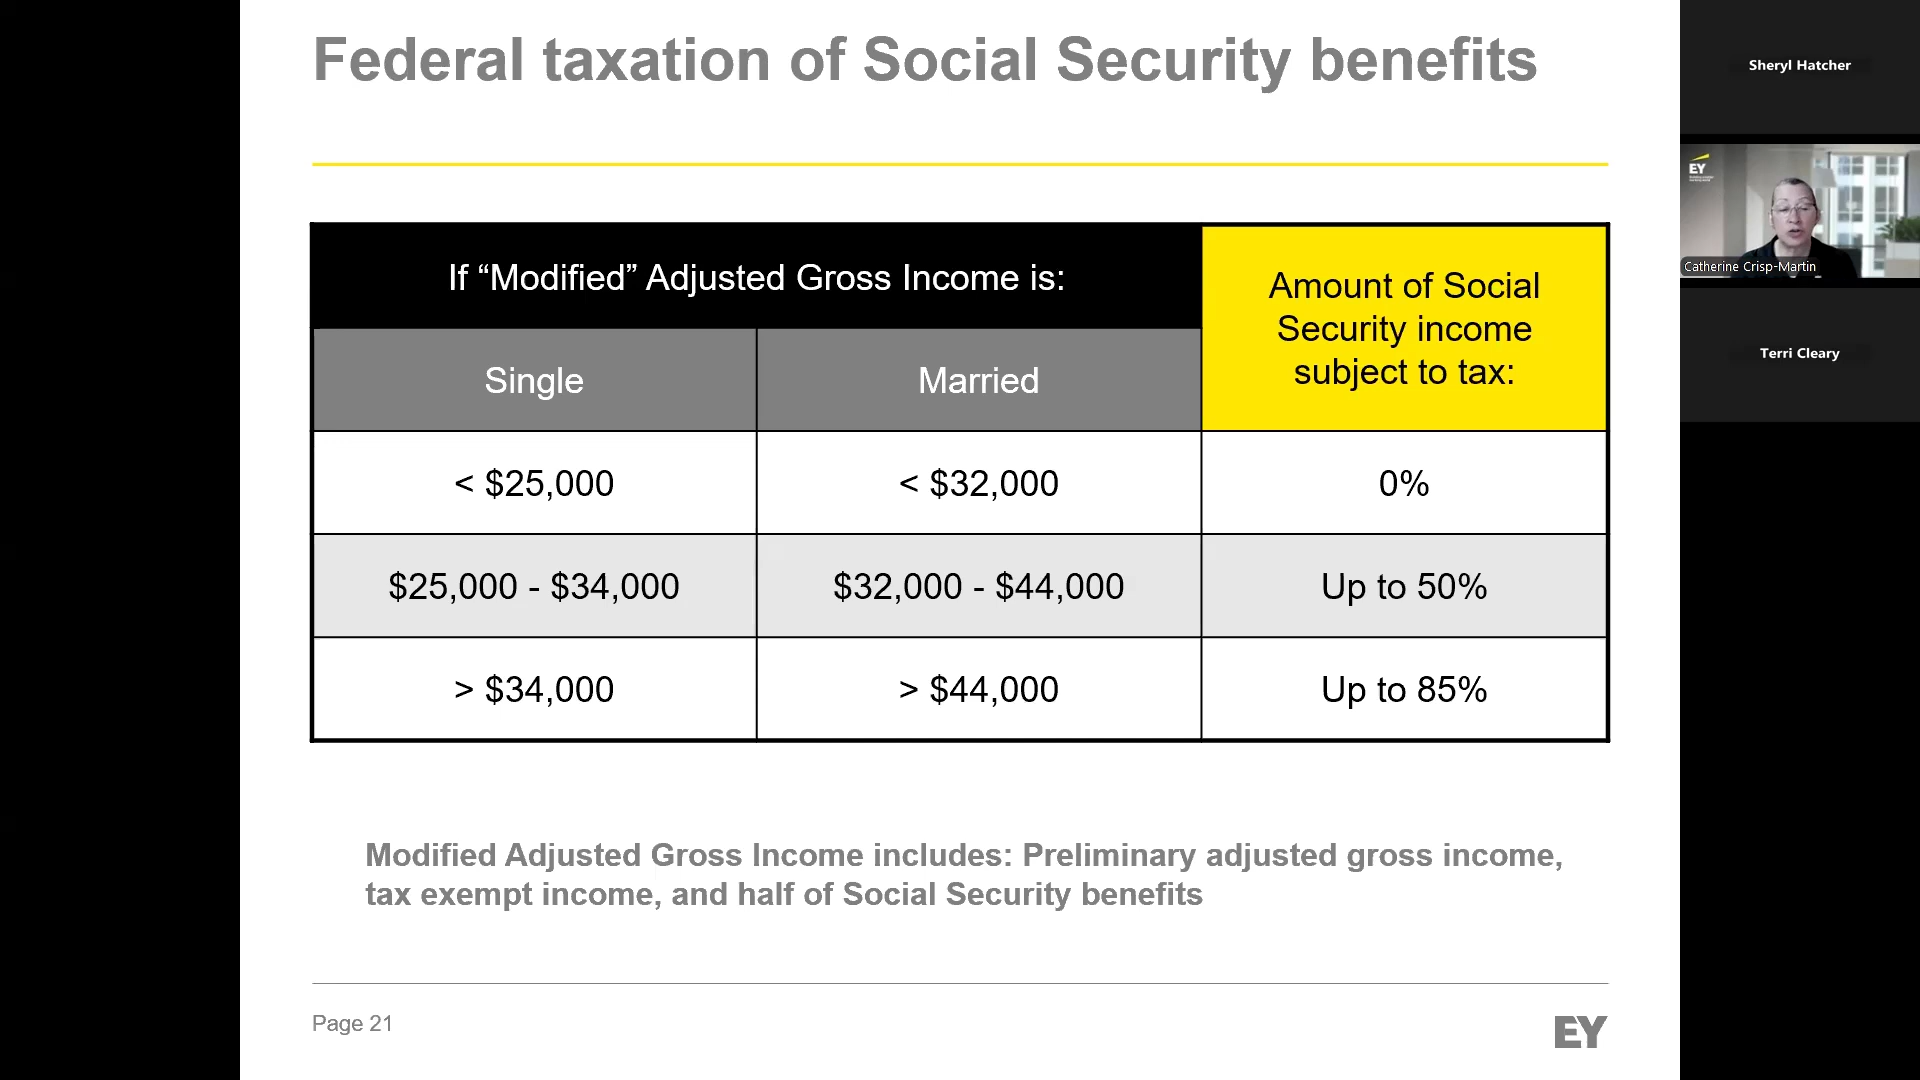 Federal taxation of Social Security benefits
If “Modified” Adjusted Gross Income is:
Amount of Social
Security income
subject to tax:
Single
Married
< $25,000
< $32,000
0%
$25,000 - $34,000
$32,000 - $44,000
Up to 50%
> $34,000
> $44,000
Up to 85%
Modified Adjusted Gross Income includes: Preliminary adjusted gross income,
tax exempt income, and half of Social Security benefits
Page 21
EY
Sheryl Hatcher
EY
Catherine Crisp-Martin
Terri Cleary